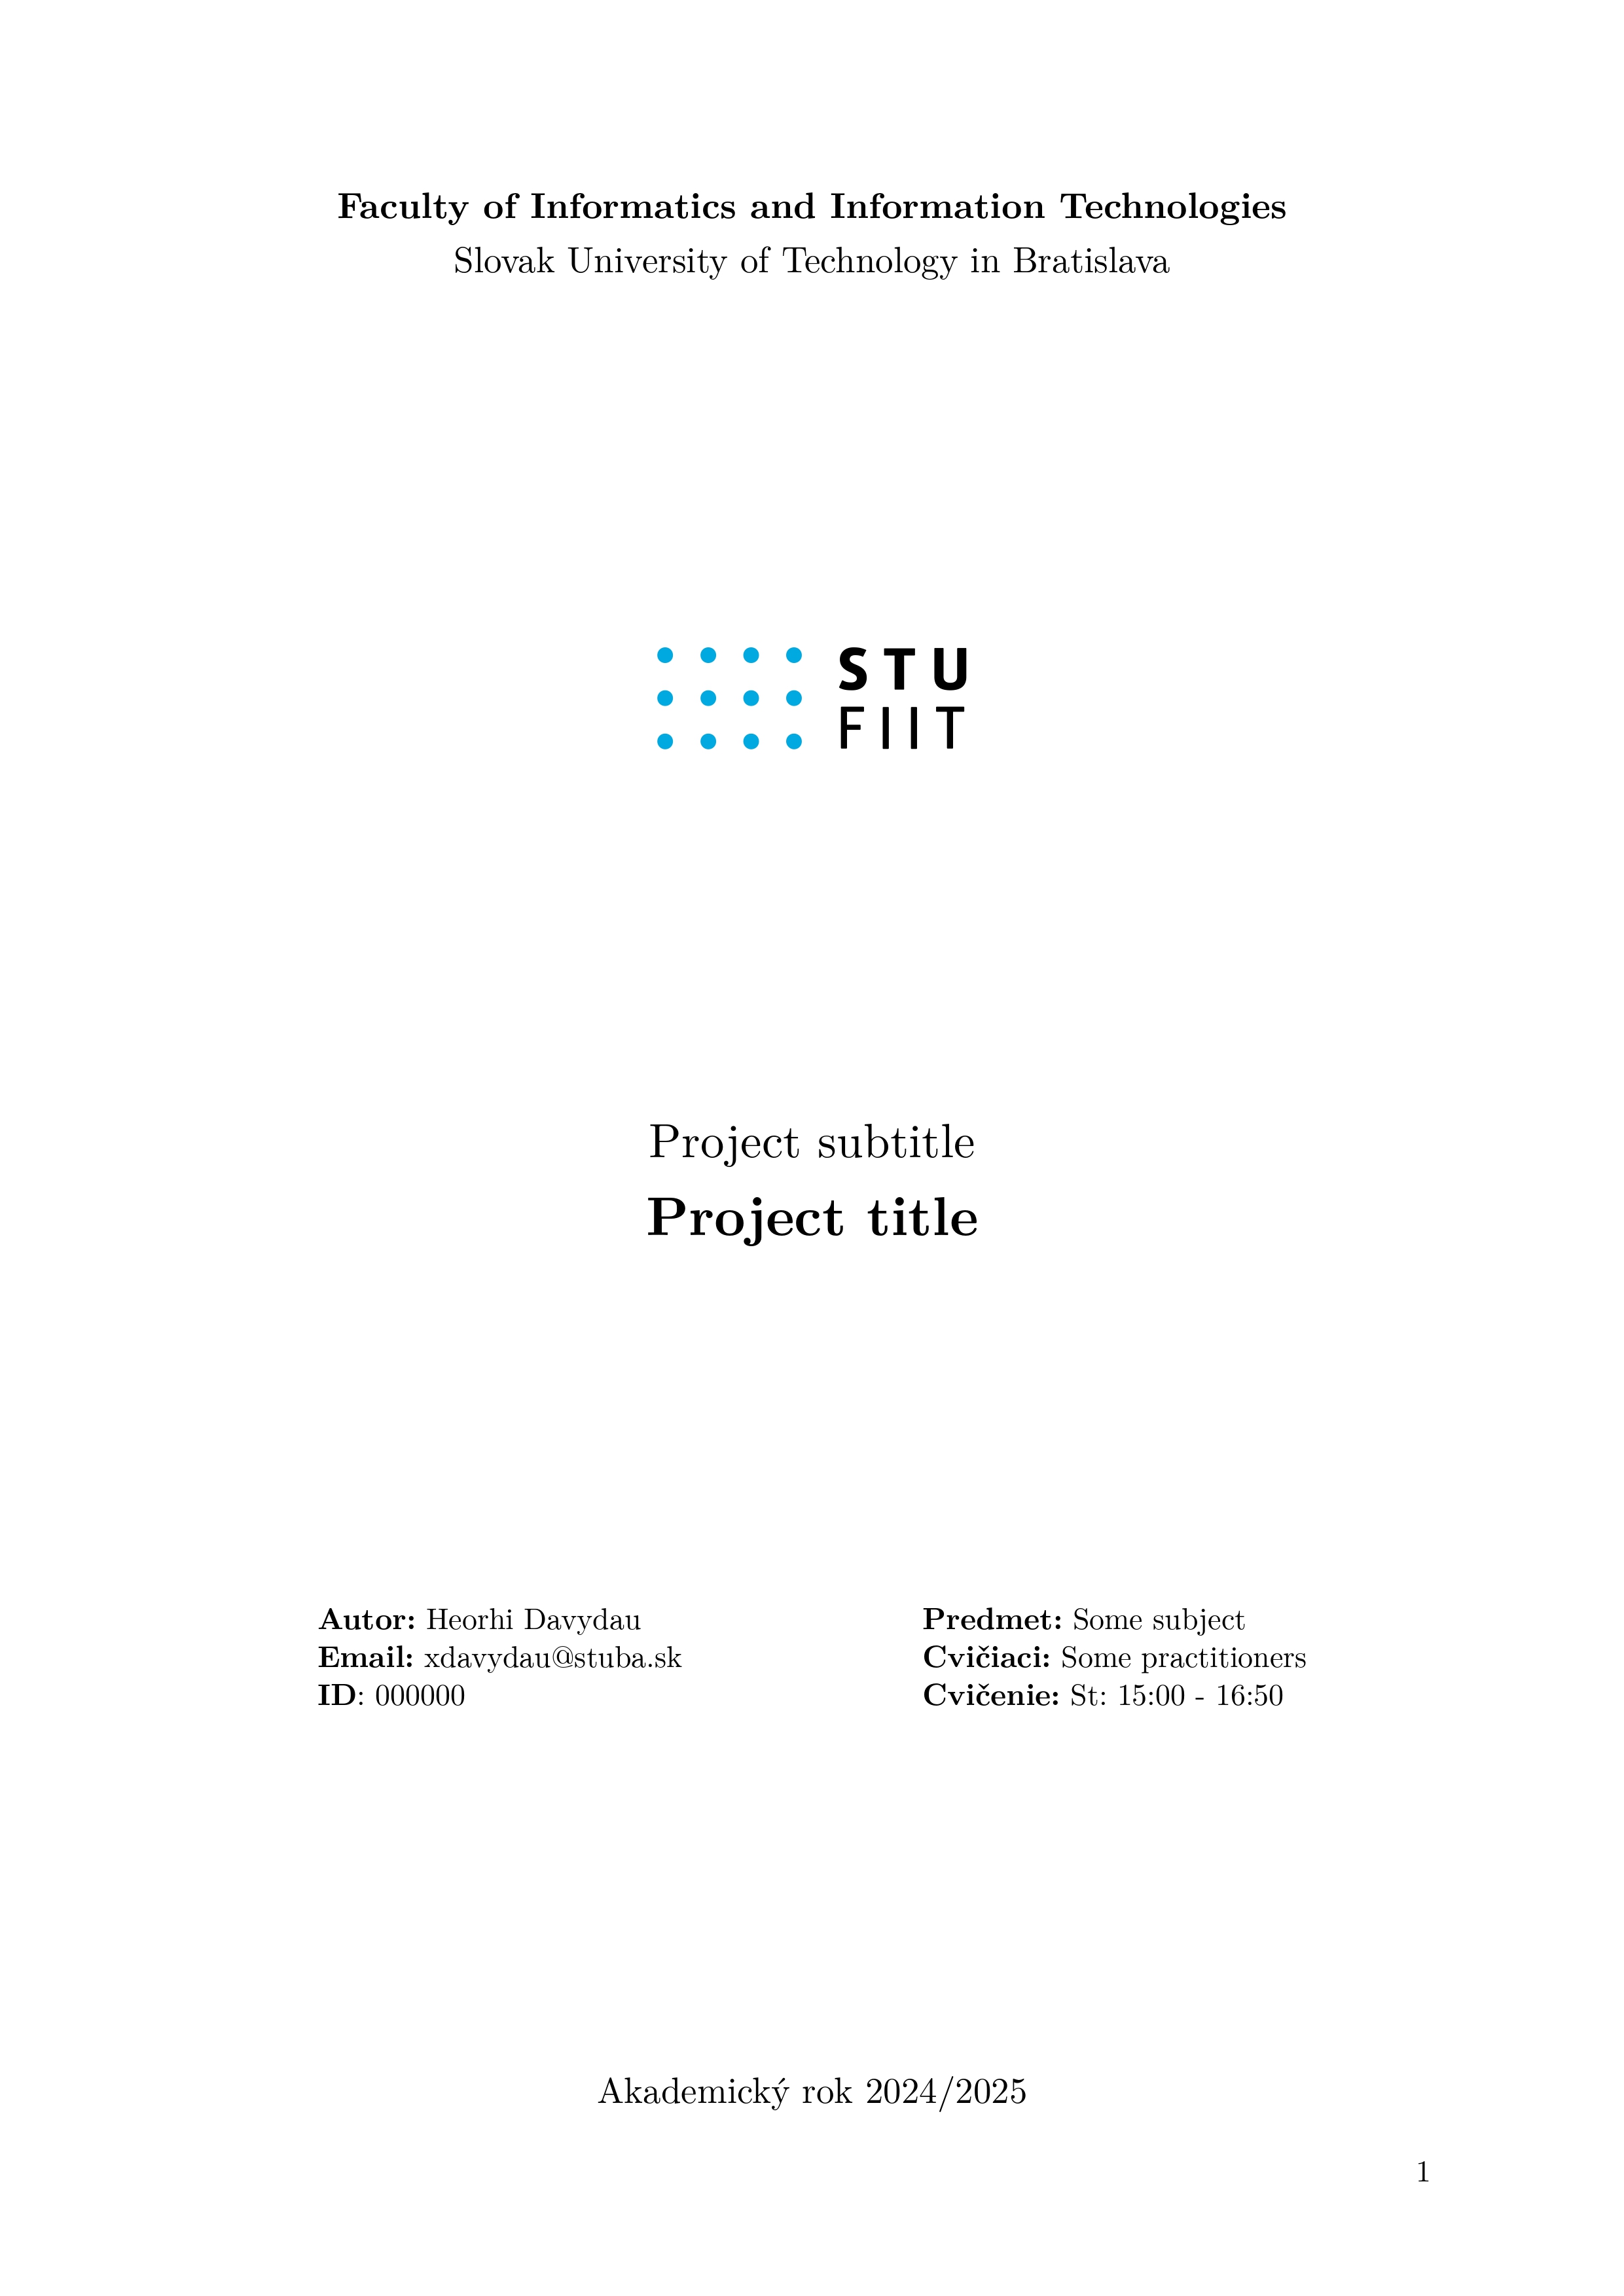 Faculty of Informatics and Information Technologies
Slovak University of Technology in Bratislava
STU
FIIT
Project subtitle
Project title
Autor: Heorhi Davydau
Email: xdavydau@stuba.sk
ID: 000000
Predmet: Some subject
Cvičiaci: Some practitioners
Cvičenie: St: 15:00 - 16:50
Akademický rok 2024/2025
1